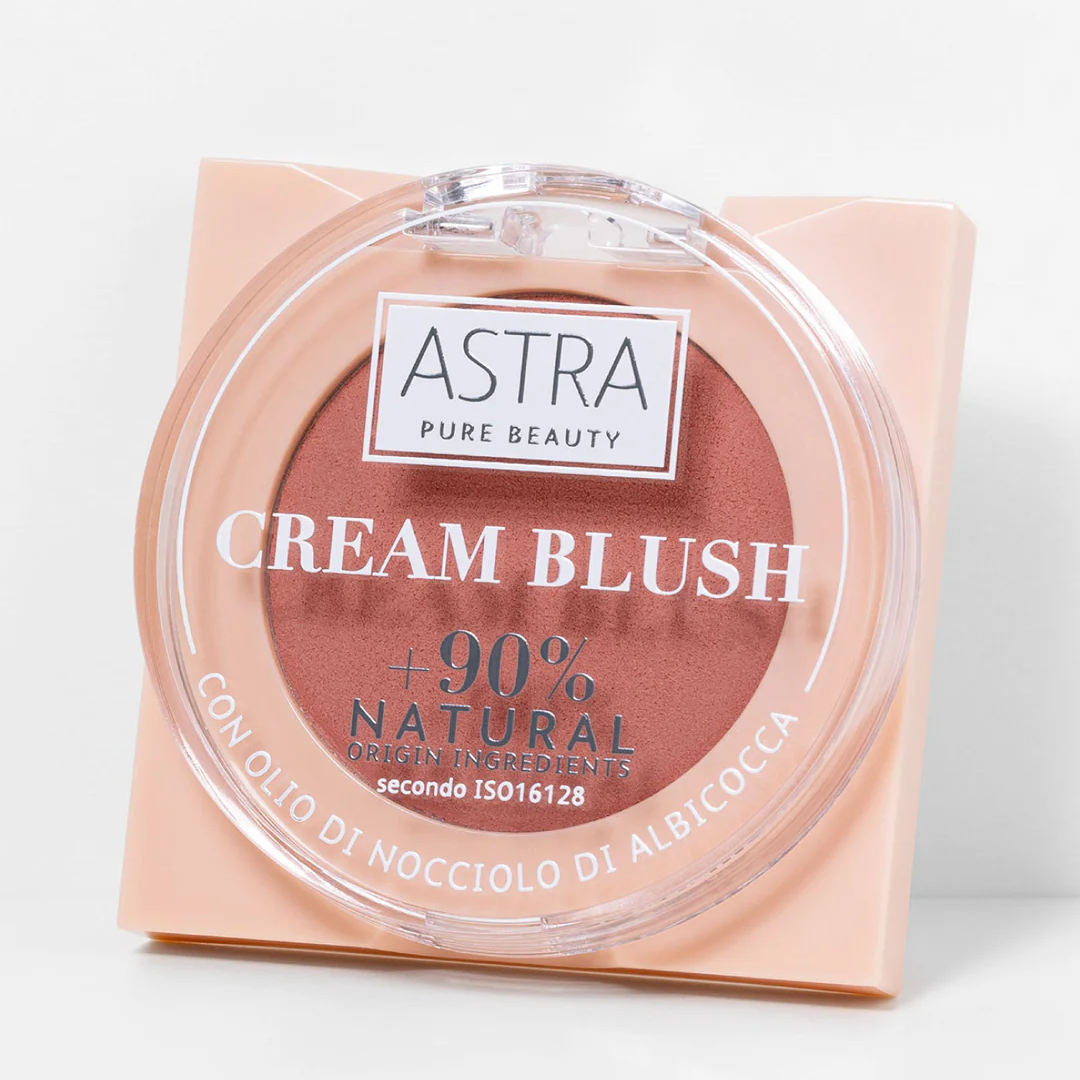 ASTRA
PURE BEAUTY
CREAM BLUSH
+90%
NATURAL
ORIGIN INGREDIENTS
secondo ISO16128
CON OLIO DI NOCCIOLO DI ALBICOCCA